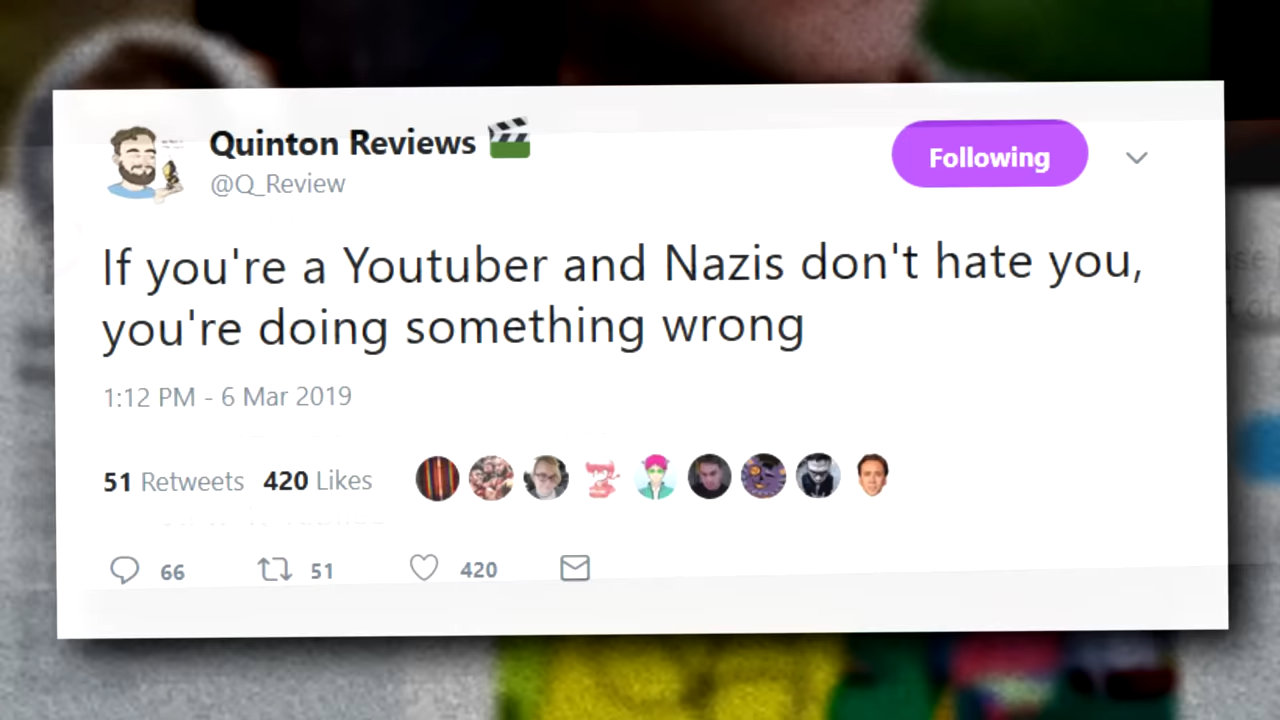 Quinton Reviews
@Q_Review
Following
If you're a Youtuber and Nazis don't hate you,
you're doing something wrong
1:12 PM - 6 Mar 2019
51 Retweets 420 Likes
66 51 420